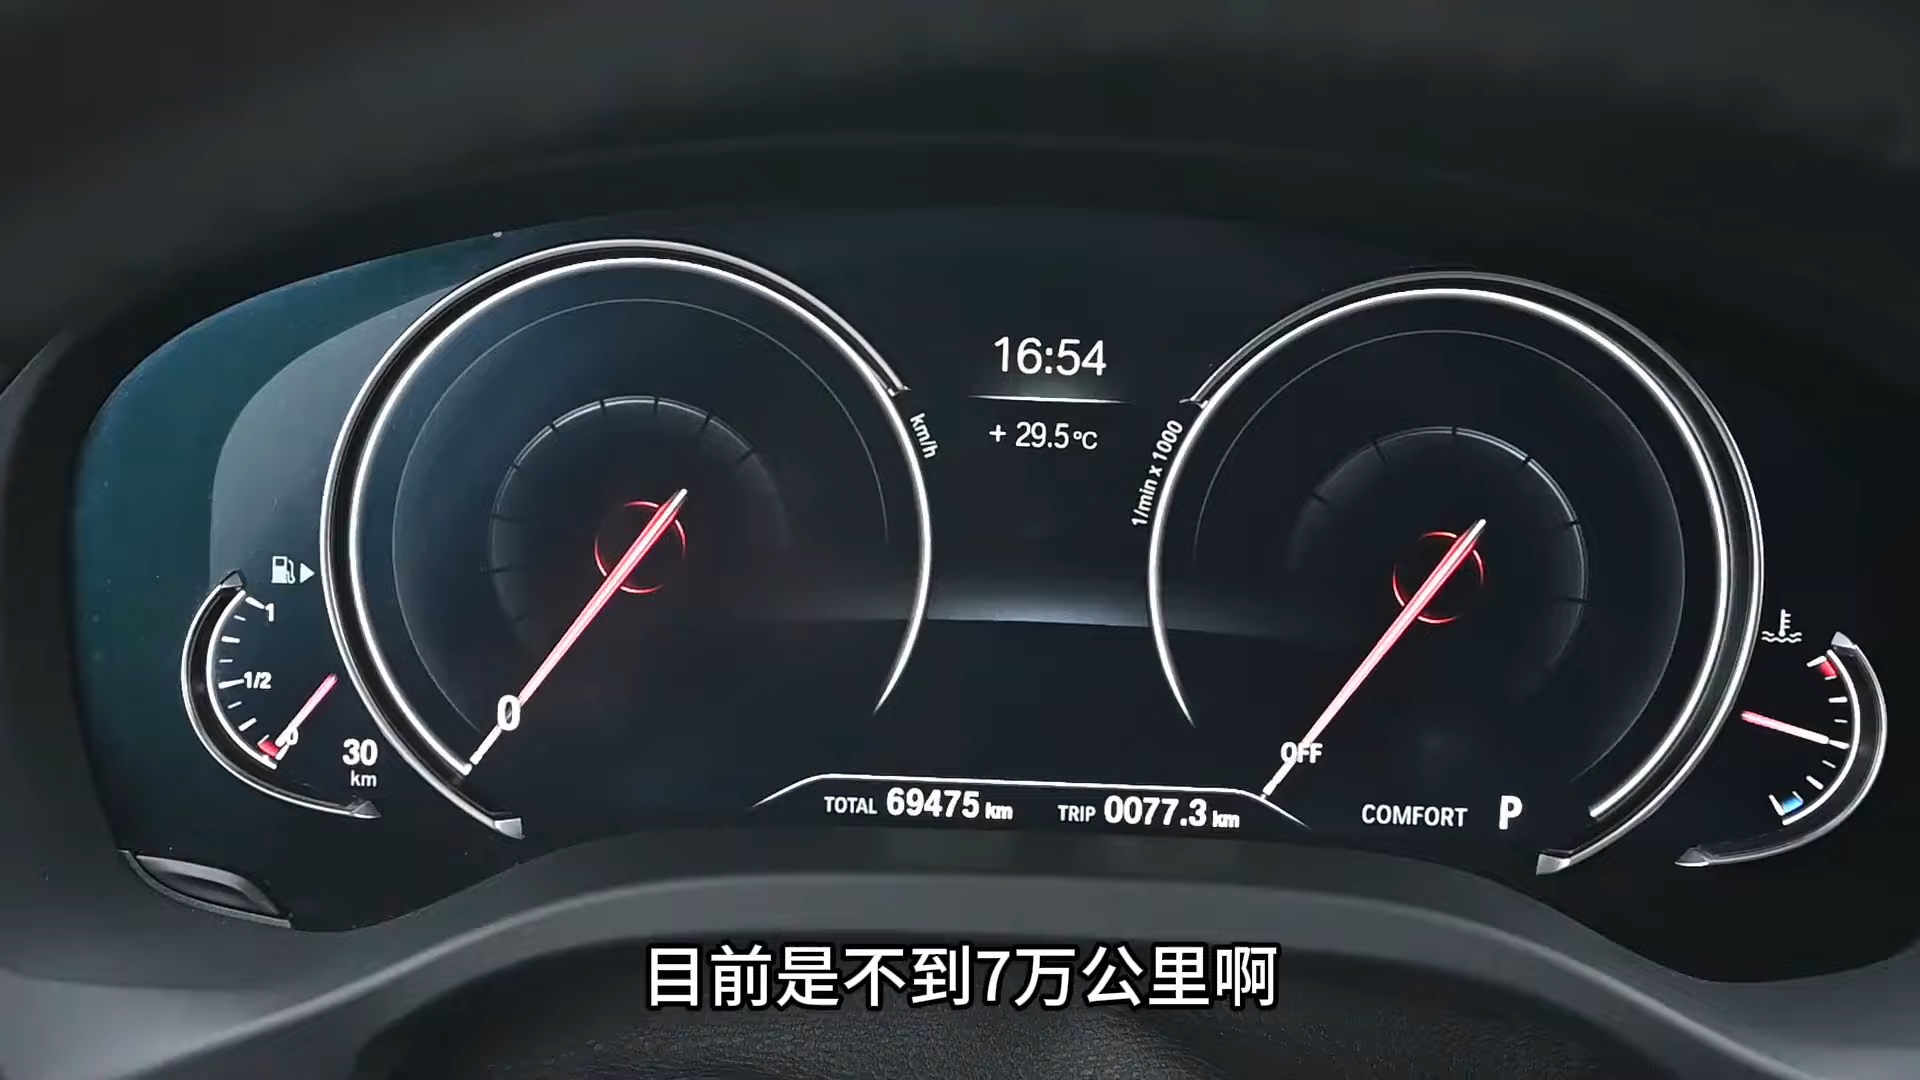 16:54
+ 29.5°C
km/h
1/min x 1000
1
1/2
0
30
km
0
OFF
TOTAL 69475 km
TRIP 0077.3 km
COMFORT P
目前是不到7万公里啊